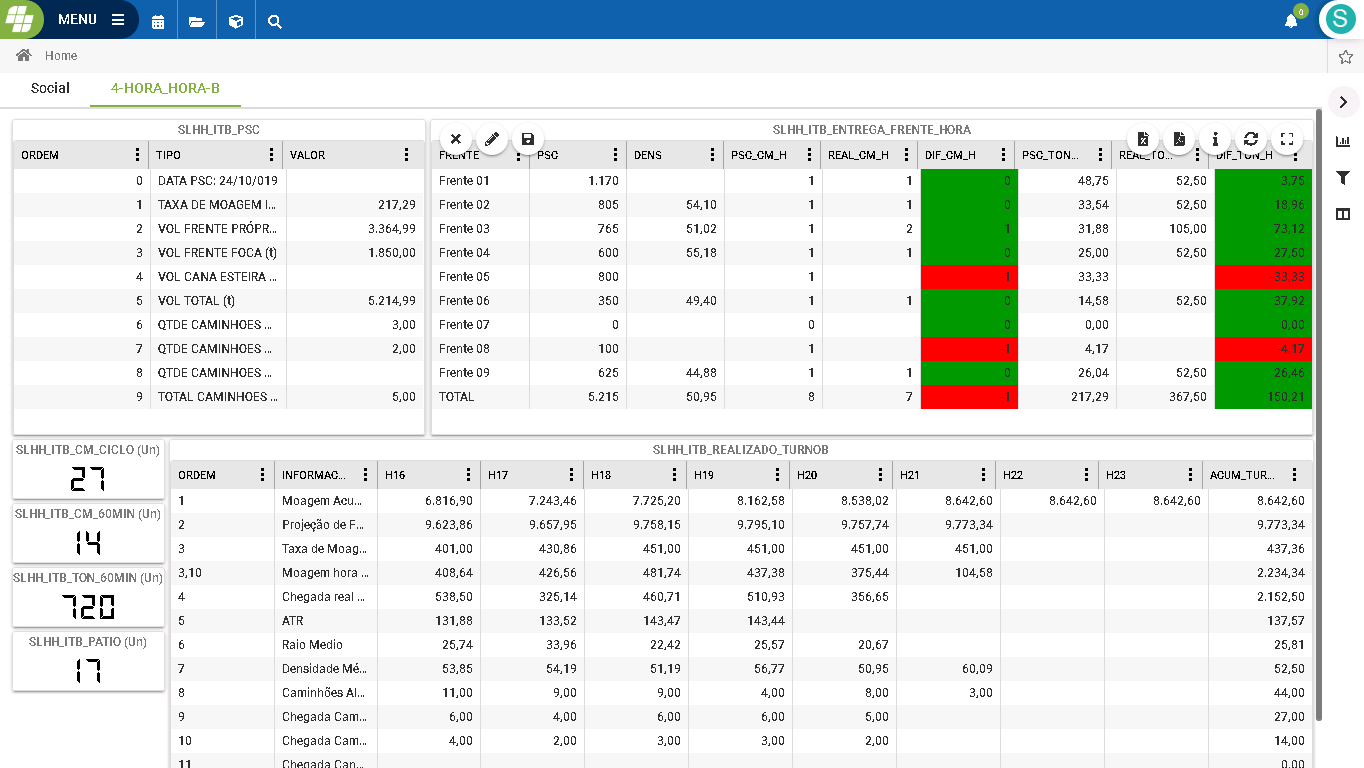 MENU
0
S
Home
Social 4-HORA_HORA-B
SLHH_ITB_PSC
ORDEM TIPO VALOR
0 DATA PSC: 24/10/019
1 TAXA DE MOAGEM I... 217,29
2 VOL FRENTE PRÓPR... 3.364,99
3 VOL FRENTE FOCA (t) 1.850,00
4 VOL CANA ESTEIRA ...
5 VOL TOTAL (t) 5.214,99
6 QTDE CAMINHOES ... 3,00
7 QTDE CAMINHOES ... 2,00
8 QTDE CAMINHOES ...
9 TOTAL CAMINHOES ... 5,00
SLHH_ITB_ENTREGA_FRENTE_HORA
FRENTE PSC DENS PSC_CM_H REAL_CM_H DIF_CM_H PSC_TON... REAL_TO... DIF_TON_H
Frente 01 1.170 1 1 0 48,75 52,50 3,75
Frente 02 805 54,10 1 1 0 33,54 52,50 18,96
Frente 03 765 51,02 1 2 1 31,88 105,00 73,12
Frente 04 600 55,18 1 1 0 25,00 52,50 27,50
Frente 05 800 1 -1 33,33 -33,33
Frente 06 350 49,40 1 1 0 14,58 52,50 37,92
Frente 07 0 0 0 0,00 0,00
Frente 08 100 1 -1 4,17 -4,17
Frente 09 625 44,88 1 1 0 26,04 52,50 26,46
TOTAL 5.215 50,95 8 7 -1 217,29 367,50 150,21
SLHH_ITB_CM_CICLO (Un)
27
SLHH_ITB_CM_60MIN (Un)
14
SLHH_ITB_TON_60MIN (Un)
720
SLHH_ITB_PATIO (Un)
17
SLHH_ITB_REALIZADO_TURNOB
ORDEM INFORMAC... H16 H17 H18 H19 H20 H21 H22 H23 ACUM_TUR...
1 Moagem Acu... 6.816,90 7.243,46 7.725,20 8.162,58 8.538,02 8.642,60 8.642,60 8.642,60 8.642,60
2 Projeção de F... 9.623,86 9.657,95 9.758,15 9.795,10 9.757,74 9.773,34 9.773,34
3 Taxa de Moag... 401,00 430,86 451,00 451,00 451,00 451,00 437,36
3,10 Moagem hora ... 408,64 426,56 481,74 437,38 375,44 104,58 2.234,34
4 Chegada real ... 538,50 325,14 460,71 510,93 356,65 2.152,50
5 ATR 131,88 133,52 143,47 143,44 137,57
6 Raio Medio 25,74 33,96 22,42 25,57 20,67 25,81
7 Densidade Mé... 53,85 54,19 51,19 56,77 50,95 60,09 52,50
8 Caminhões Al... 11,00 9,00 9,00 4,00 8,00 3,00 44,00
9 Chegada Cam... 6,00 4,00 6,00 6,00 5,00 27,00
10 Chegada Cam... 4,00 2,00 3,00 3,00 2,00 14,00
11 Chegada Can... 0,00